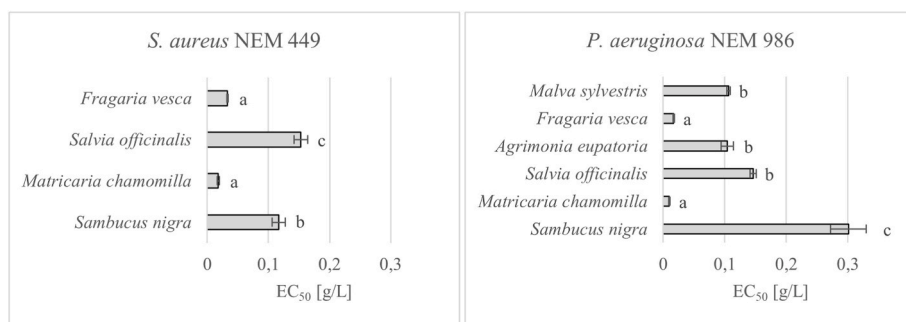 S. aureus NEM 449
Fragaria vesca
a
Salvia officinalis
c
Matricaria chamomilla
a
Sambucus nigra
b
0 0,1 0,2 0,3
EC50 [g/L]
P. aeruginosa NEM 986
Malva sylvestris
b
Fragaria vesca
a
Agrimonia eupatoria
b
Salvia officinalis
b
Matricaria chamomilla
a
Sambucus nigra
c
0 0,1 0,2 0,3
EC50 [g/L]